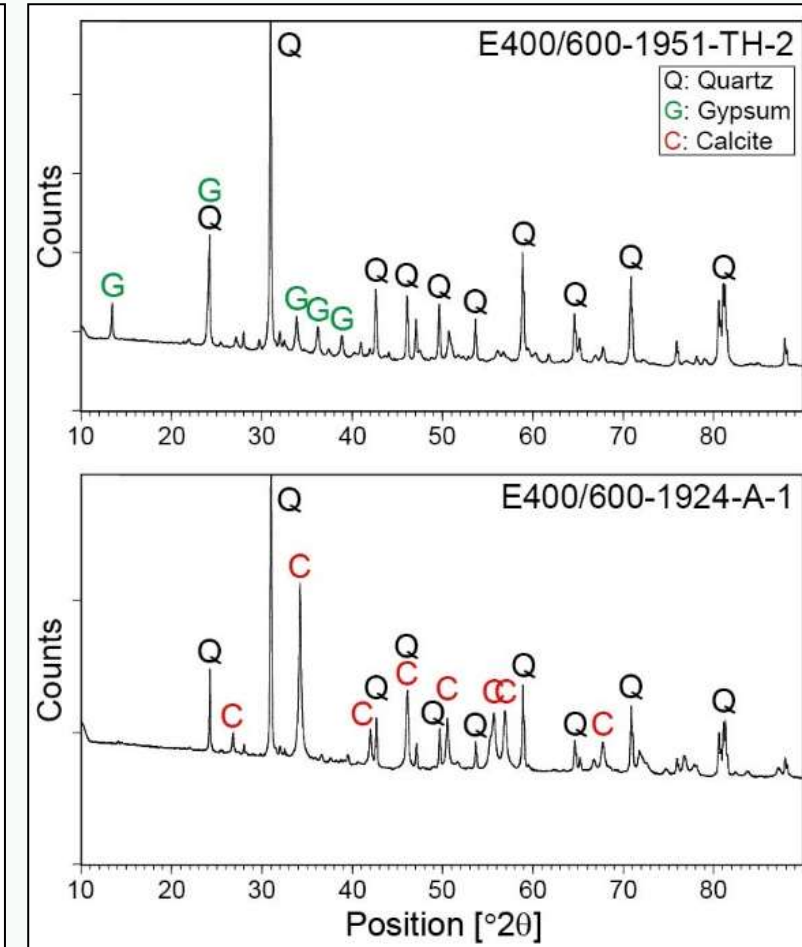 E400/600-1951-TH-2
Q: Quartz
G: Gypsum
C: Calcite
Counts
Q
G
Q
G
G
G
G
Q
Q
Q
Q
Q
Q
Q
Q
10 20 30 40 50 60 70 80
E400/600-1924-A-1
Counts
Q
C
Q
C
Q
C
Q
C
C
Q
Q
C
Q
C
C
Q
Q
C
Q
Q
10 20 30 40 50 60 70 80
Position [°2θ]